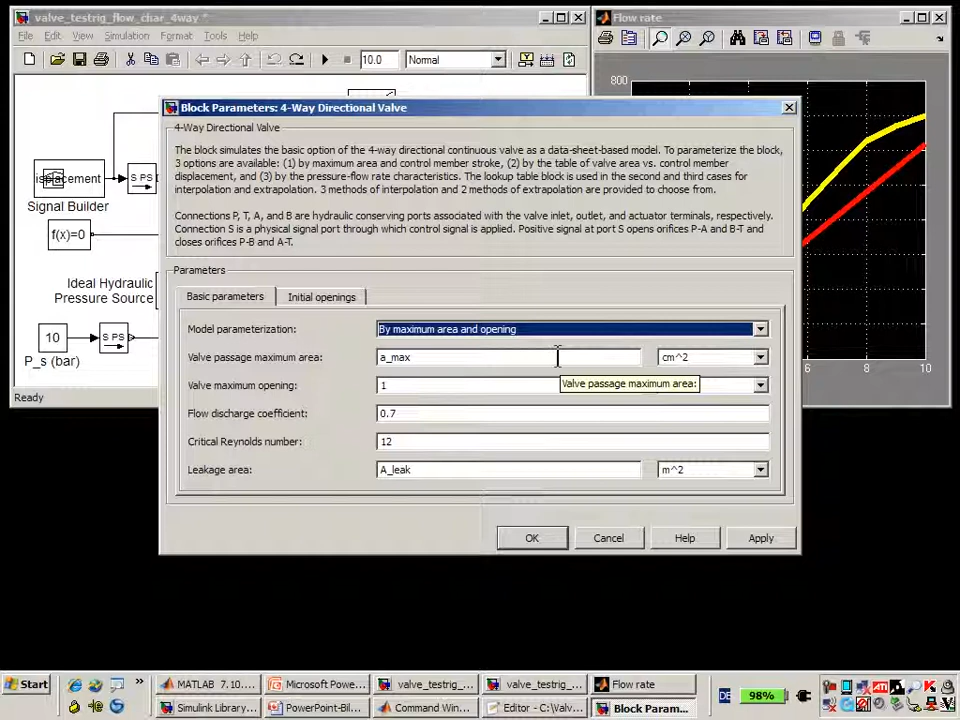 valve_testrig_flow_char_4way *
File Edit View Simulation Format Tools Help
10.0 Normal
Flow rate
800
Block Parameters: 4-Way Directional Valve
4-Way Directional Valve
The block simulates the basic option of the 4-way directional continuous valve as a data-sheet-based model. To parameterize the block,
3 options are available: (1) by maximum area and control member stroke, (2) by the table of valve area vs. control member
displacement, and (3) by the pressure-flow rate characteristics. The lookup table block is used in the second and third cases for
interpolation and extrapolation. 3 methods of interpolation and 2 methods of extrapolation are provided to choose from.
Connections P, T, A, and B are hydraulic conserving ports associated with the valve inlet, outlet, and actuator terminals, respectively.
Connection S is a physical signal port through which control signal is applied. Positive signal at port S opens orifices P-A and B-T and
closes orifices P-B and A-T.
Parameters
Basic parameters Initial openings
Model parameterization: By maximum area and opening
Valve passage maximum area: a_max cm^2
Valve passage maximum area:
Valve maximum opening: 1
Flow discharge coefficient: 0.7
Critical Reynolds number: 12
Leakage area: A_leak m^2
OK Cancel Help Apply
isplacement
S PS
Signal Builder
f(x)=0
Ideal Hydraulic
Pressure Source
10
S PS
P_s (bar)
Ready
6 8 10
Start
MATLAB 7.10....
Microsoft Powe...
valve_testrig_...
valve_testrig_...
Flow rate
Simulink Library...
PowerPoint-Bil...
Command Win...
Editor - C:\Valv...
Block Param...
DE
98%